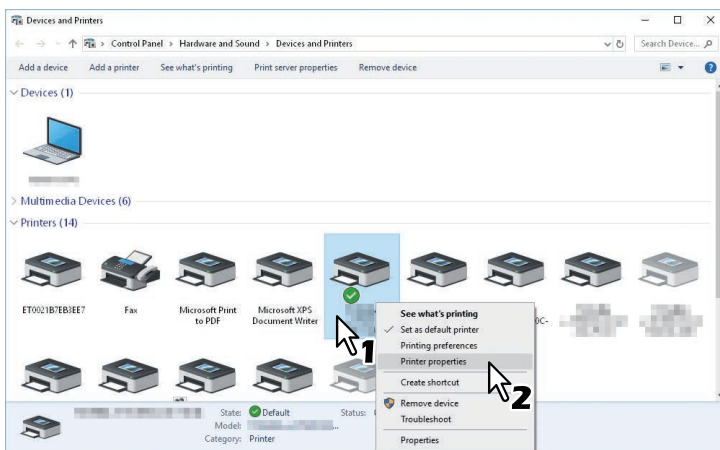 Devices and Printers
Control Panel > Hardware and Sound > Devices and Printers
Search Device...
Add a device Add a printer See what's printing Print server properties Remove device
Devices (1)
Multimedia Devices (6)
Printers (14)
ET0021B7EB3EE7
Fax
Microsoft Print
to PDF
Microsoft XPS
Document Writer
0C-
1
See what's printing
Set as default printer
Printing preferences
Printer properties
2
Create shortcut
Remove device
Troubleshoot
Properties
State: Default
Status:
Model: ...
Category: Printer